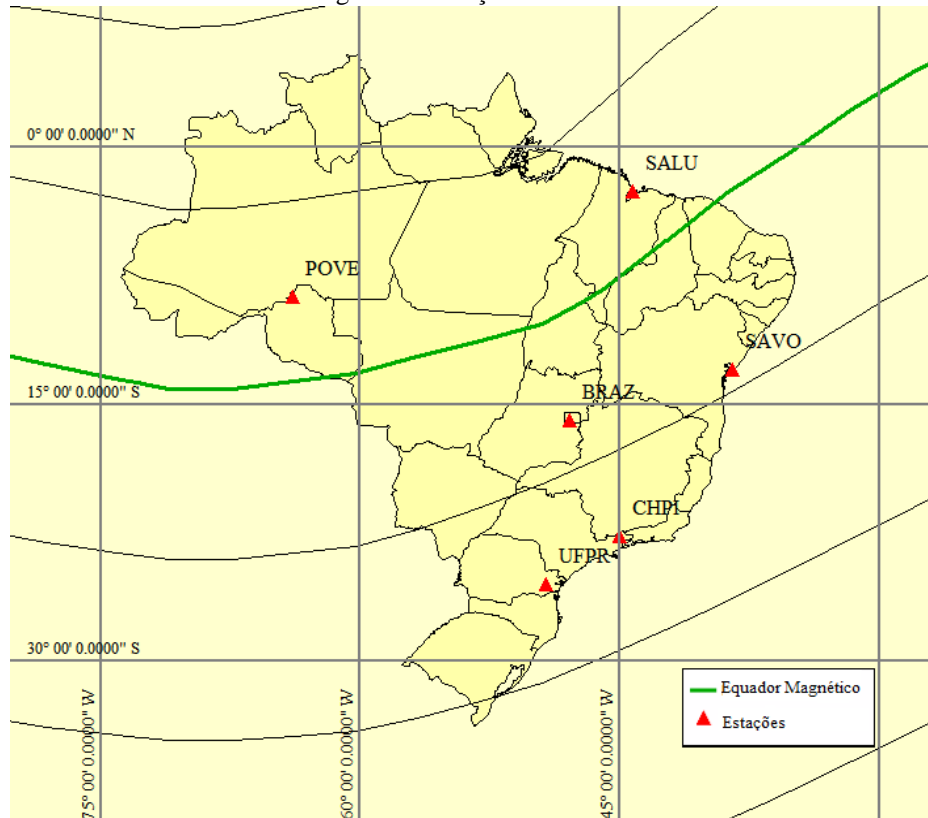 0° 00' 0.0000" N
SALU
POVE
SAVO
15° 00' 0.0000" S
BRAZ
CHPI
UFPR
30° 00' 0.0000" S
75° 00' 0.0000" W
60° 00' 0.0000" W
45° 00' 0.0000" W
Equador Magnético
Estações